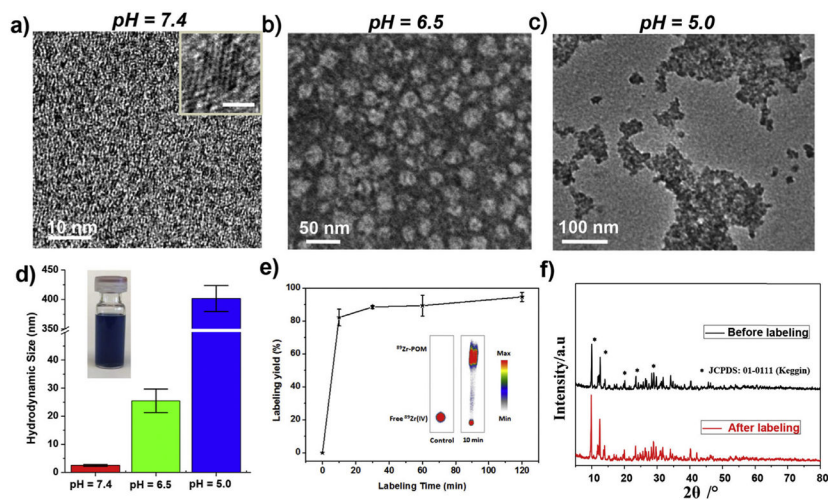 pH = 7.4
pH = 6.5
pH = 5.0
a)
b)
c)
10 nm
50 nm
100 nm
d)
Hydrodynamic Size (nm)
450
400
350
30
20
10
0
pH = 7.4
pH = 6.5
pH = 5.0
e)
Labeling yield (%)
100
80
60
40
20
0
⁸⁹Zr-POM
Free ⁸⁹Zr(IV)
Control
10 min
Max
Min
0
20
40
60
80
100
120
Labeling Time (min)
f)
Intensity/a.u
Before labeling
* JCPDS: 01-0111 (Keggin)
After labeling
10
20
30
40
50
60
70
80
2θ /°